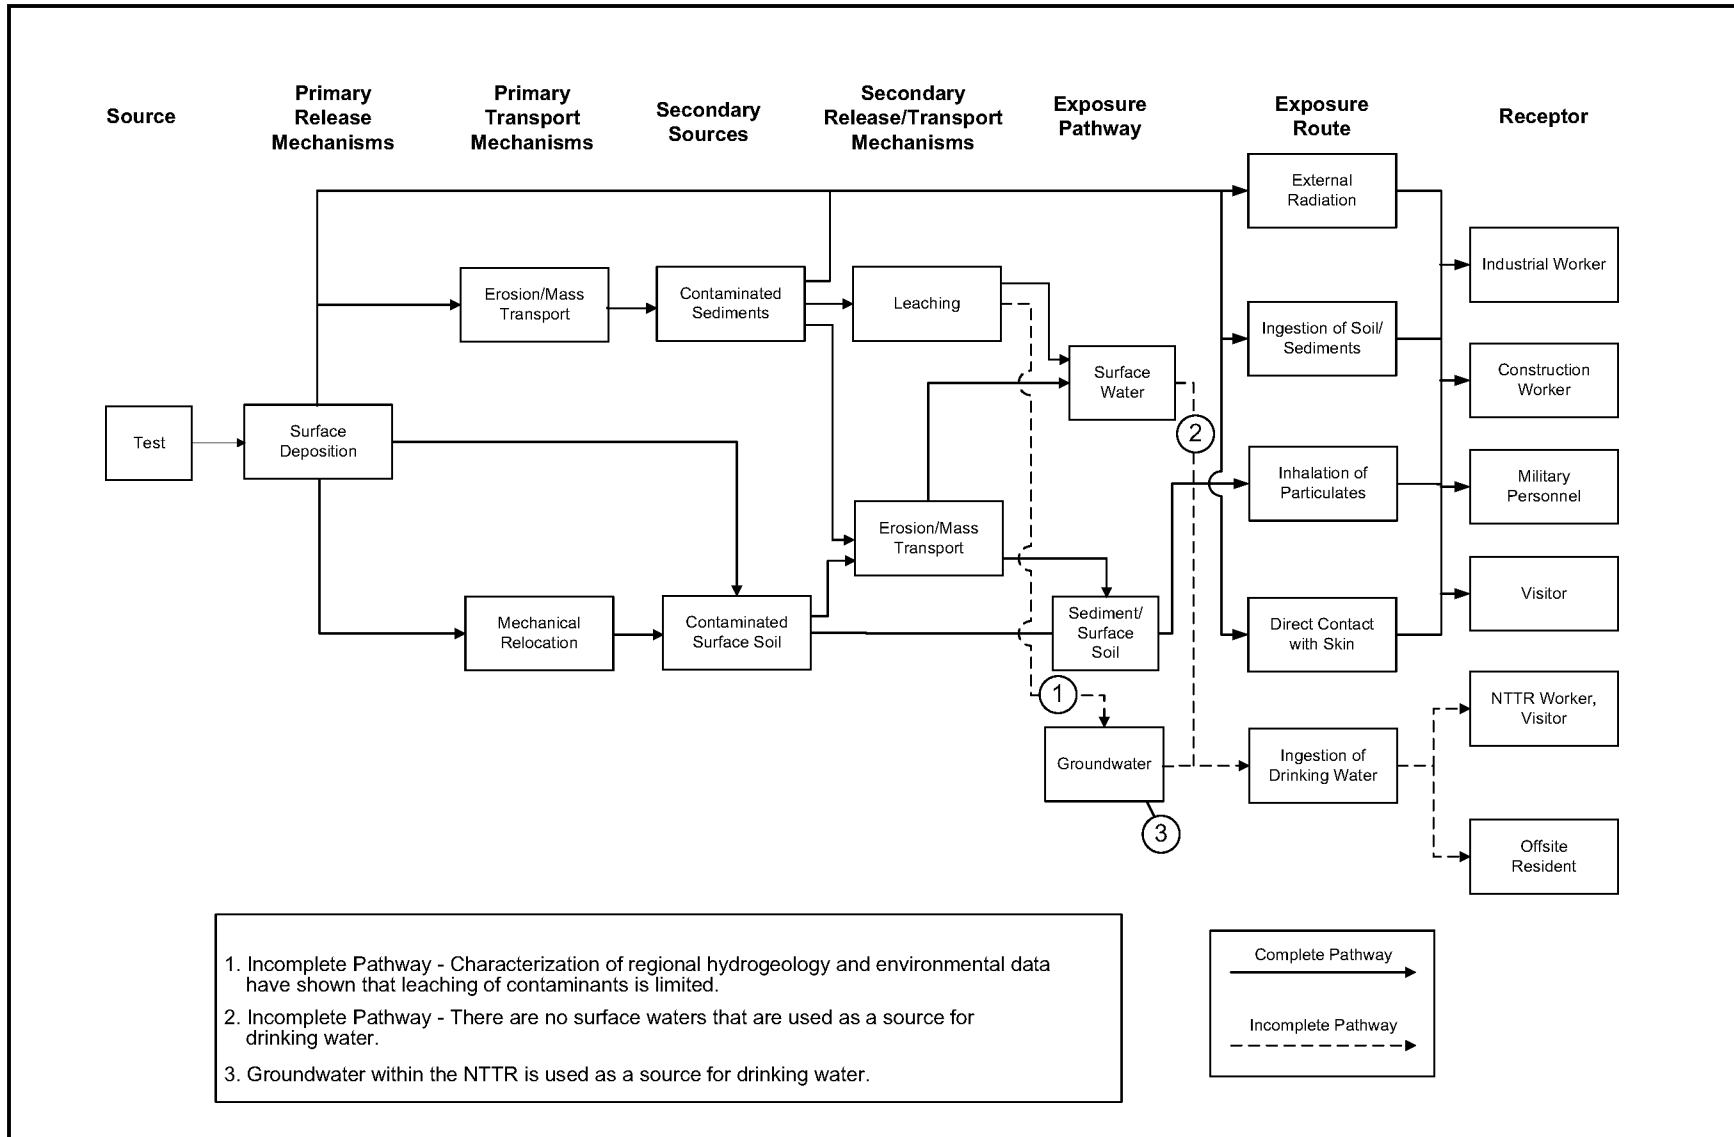 Source
Primary
Release
Mechanisms
Primary
Transport
Mechanisms
Secondary
Sources
Secondary
Release/Transport
Mechanisms
Exposure
Pathway
Exposure
Route
Receptor
External
Radiation
Industrial Worker
Erosion/Mass
Transport
Contaminated
Sediments
Leaching
Ingestion of Soil/
Sediments
Surface
Water
Construction
Worker
Test
Surface
Deposition
2
Inhalation of
Particulates
Military
Personnel
Erosion/Mass
Transport
Visitor
Mechanical
Relocation
Contaminated
Surface Soil
Sediment/
Surface
Soil
Direct Contact
with Skin
1
NTTR Worker,
Visitor
Groundwater
Ingestion of
Drinking Water
3
Offsite
Resident
1. Incomplete Pathway - Characterization of regional hydrogeology and environmental data
have shown that leaching of contaminants is limited.
2. Incomplete Pathway - There are no surface waters that are used as a source for
drinking water.
3. Groundwater within the NTTR is used as a source for drinking water.
Complete Pathway
Incomplete Pathway